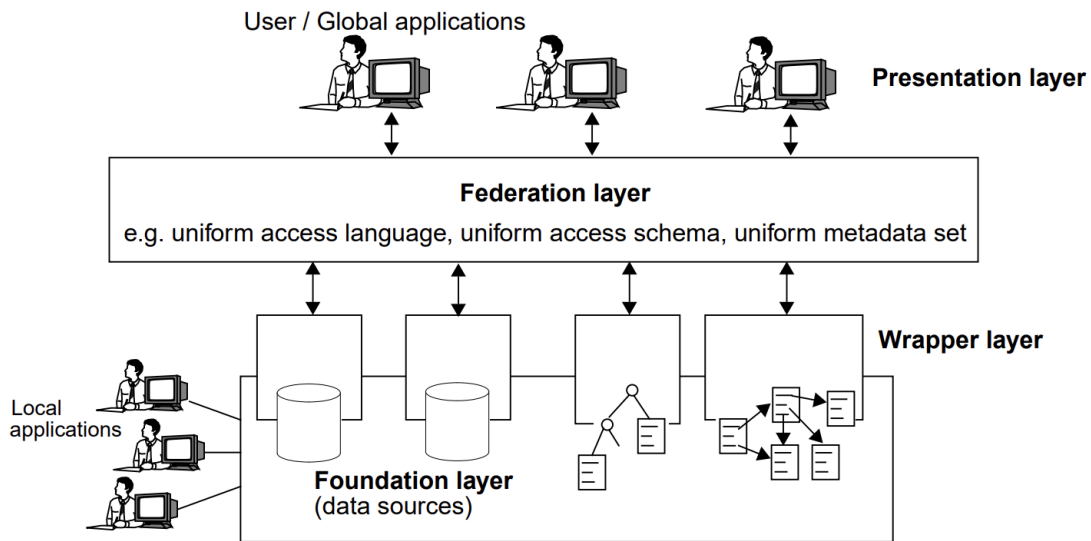 User / Global applications
Presentation layer
Federation layer
e.g. uniform access language, uniform access schema, uniform metadata set
Wrapper layer
Local
applications
Foundation layer
(data sources)